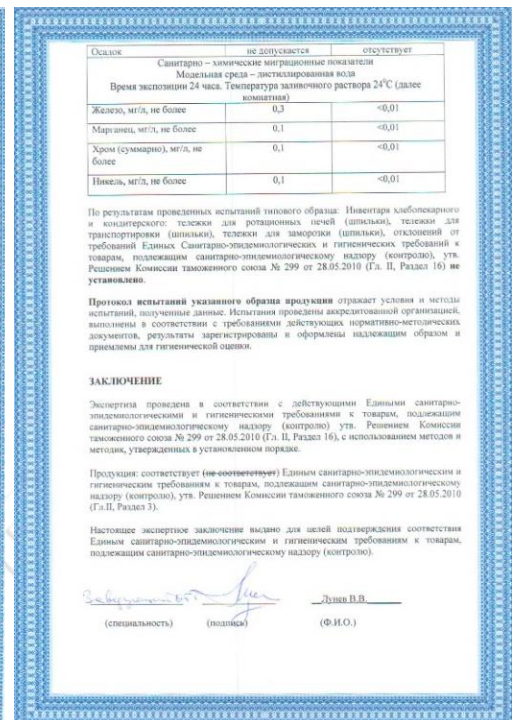 Осадок не допускается отсутствует
Санитарно – химические миграционные показатели
Модельная среда – дистиллированная вода
Время экспозиции 24 часа. Температура заливочного раствора 24⁰С (далее
комнатная)
Железо, мг/л, не более 0,3 <0,01
Марганец, мг/л, не более 0,1 <0,01
Хром (суммарно), мг/л, не 0,1 <0,01
более
Никель, мг/л, не более 0,1 <0,01
По результатам проведенных испытаний типового образца: Инвентаря хлебопекарного
и кондитерского: тележки для ротационных печей (шпильки), тележки для
транспортировки (шпильки), тележки для заморозки (шпильки), отклонений от
требований Единых Санитарно-эпидемиологических и гигиенических требований к
товарам, подлежащим санитарно-эпидемиологическому надзору (контролю), утв.
Решением Комиссии таможенного союза № 299 от 28.05.2010 (Гл. II, Раздел 16) не
установлено.
Протокол испытаний указанного образца продукции отражает условия и методы
испытаний, полученные данные. Испытания проведены аккредитованной организацией,
выполнены в соответствии с требованиями действующих нормативно-методических
документов, результаты зарегистрированы и оформлены надлежащим образом и
приемлемы для гигиенической оценки.
ЗАКЛЮЧЕНИЕ
Экспертиза проведена в соответствии с действующими Едиными санитарно-
эпидемиологическими и гигиеническими требованиями к товарам, подлежащим
санитарно-эпидемиологическому надзору (контролю) утв. Решением Комиссии
таможенного союза № 299 от 28.05.2010 (Гл. II, Раздел 16), с использованием методов и
методик, утвержденных в установленном порядке.
Продукция: соответствует (не соответствует) Единым санитарно-эпидемиологическим и
гигиеническим требованиям к товарам, подлежащим санитарно-эпидемиологическому
надзору (контролю), утв. Решением Комиссии таможенного союза № 299 от 28.05.2010
(Гл.II, Раздел 3).
Настоящее экспертное заключение выдано для целей подтверждения соответствия
Единым санитарно-эпидемиологическим и гигиеническим требованиям к товарам,
подлежащим санитарно-эпидемиологическому надзору (контролю).
Лунев В.В.
(специальность) (подпись) (Ф.И.О.)